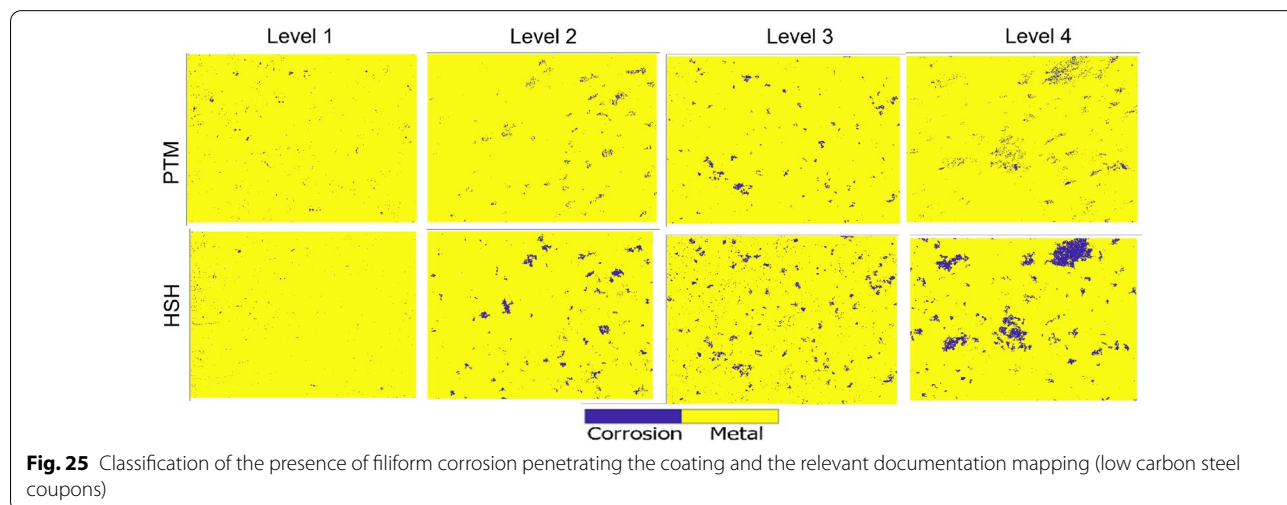 Level 1 Level 2 Level 3 Level 4
PTM
HSH
Corrosion Metal
Fig. 25 Classification of the presence of filiform corrosion penetrating the coating and the relevant documentation mapping (low carbon steel
coupons)